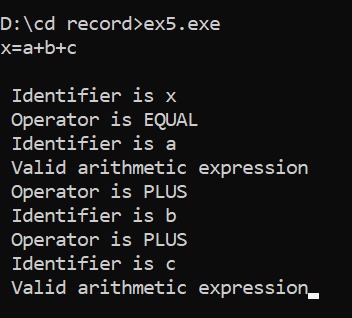 D:\cd record>ex5.exe
x=a+b+c
Identifier is x
Operator is EQUAL
Identifier is a
Valid arithmetic expression
Operator is PLUS
Identifier is b
Operator is PLUS
Identifier is c
Valid arithmetic expression